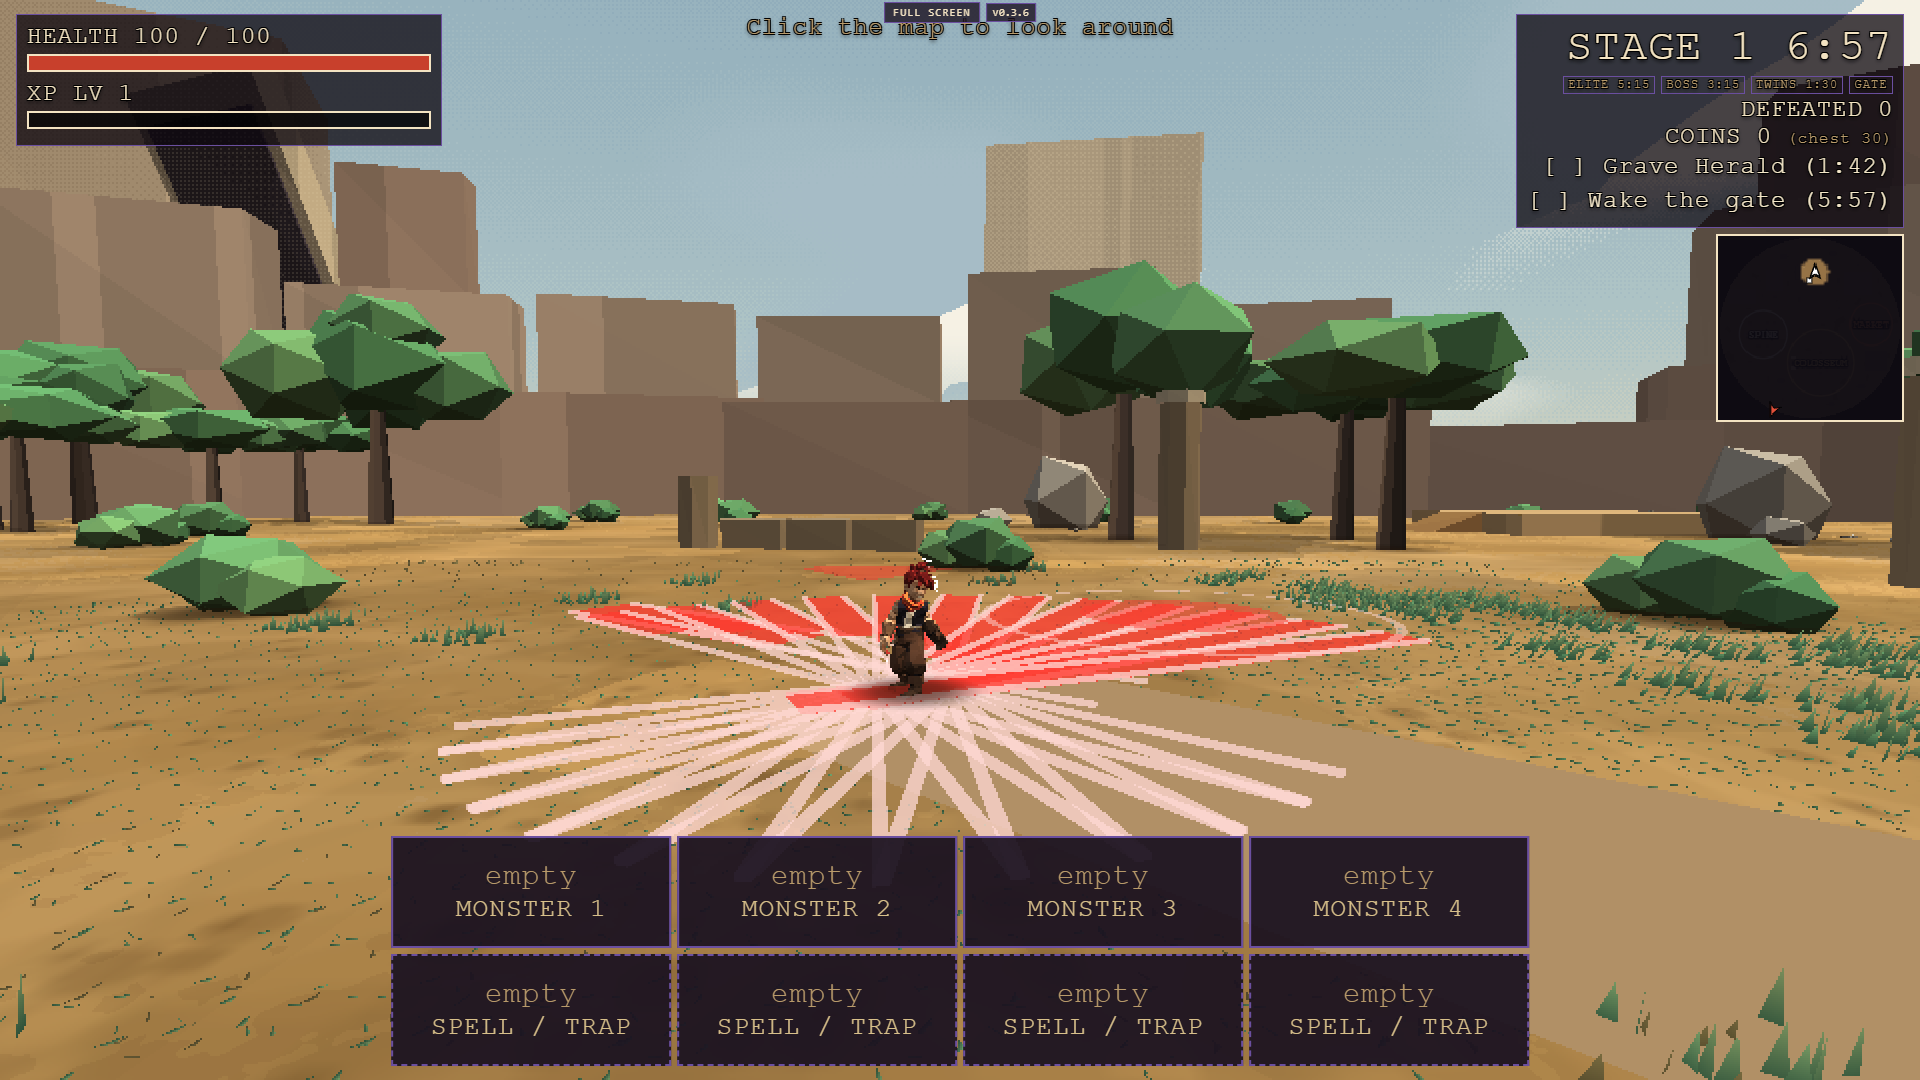 HEALTH 100 / 100
XP LV 1
FULL SCREEN
v0.3.6
Click the map to look around
STAGE 1 6:57
ELITE 5:15
BOSS 3:15
TWINS 1:30
GATE
DEFEATED 0
COINS 0 (chest 30)
[ ] Grave Herald (1:42)
[ ] Wake the gate (5:57)
empty
MONSTER 1
empty
MONSTER 2
empty
MONSTER 3
empty
MONSTER 4
empty
SPELL / TRAP
empty
SPELL / TRAP
empty
SPELL / TRAP
empty
SPELL / TRAP